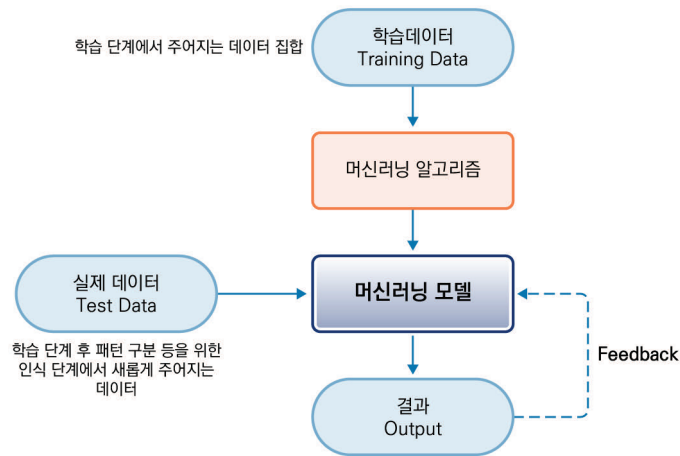 학습 단계에서 주어지는 데이터 집합
학습데이터
Training Data
머신러닝 알고리즘
실제 데이터
Test Data
머신러닝 모델
학습 단계 후 패턴 구분 등을 위한
인식 단계에서 새롭게 주어지는
데이터
Feedback
결과
Output